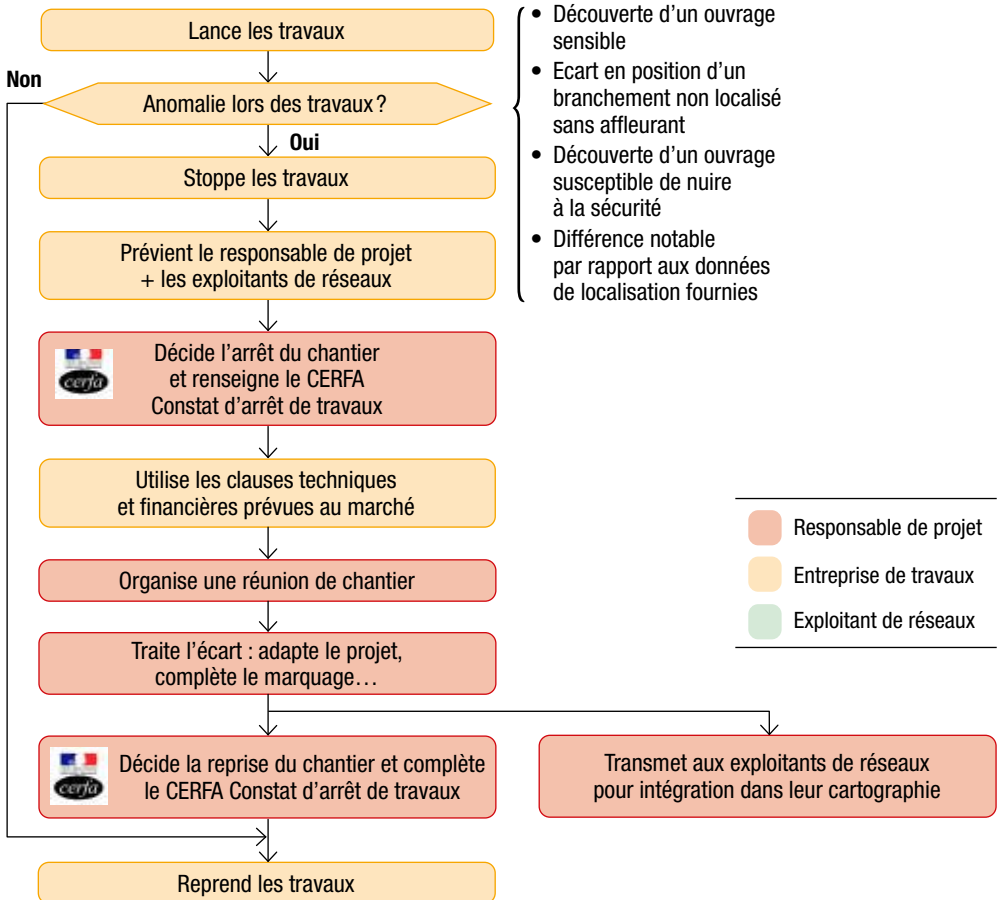 Lance les travaux
Non
Anomalie lors des travaux ?
Oui
Stoppe les travaux
Prévient le responsable de projet
+ les exploitants de réseaux
cerfa
Décide l’arrêt du chantier
et renseigne le CERFA
Constat d’arrêt de travaux
Utilise les clauses techniques
et financières prévues au marché
Organise une réunion de chantier
Traite l’écart : adapte le projet,
complète le marquage…
cerfa
Décide la reprise du chantier et complète
le CERFA Constat d’arrêt de travaux
Transmet aux exploitants de réseaux
pour intégration dans leur cartographie
Reprend les travaux
• Découverte d’un ouvrage
sensible
• Ecart en position d’un
branchement non localisé
sans affleurant
• Découverte d’un ouvrage
susceptible de nuire
à la sécurité
• Différence notable
par rapport aux données
de localisation fournies
Responsable de projet
Entreprise de travaux
Exploitant de réseaux